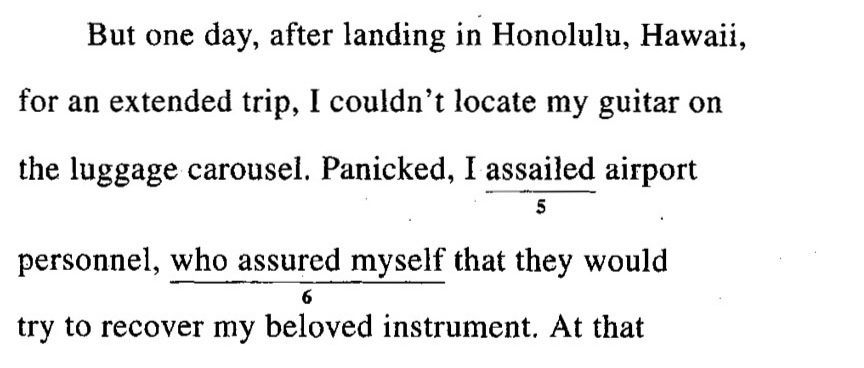 But one day, after landing in Honolulu, Hawaii,
for an extended trip, I couldn't locate my guitar on
the luggage carousel. Panicked, I assailed airport
5
personnel, who assured myself that they would
6
try to recover my beloved instrument. At that